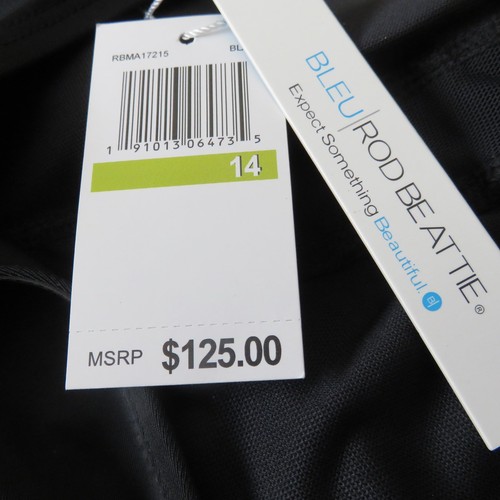 RBMA17215
1 91013 06473 5
14
MSRP $125.00
BLEU|ROD BEATTIE®
Expect Something Beautiful. B|